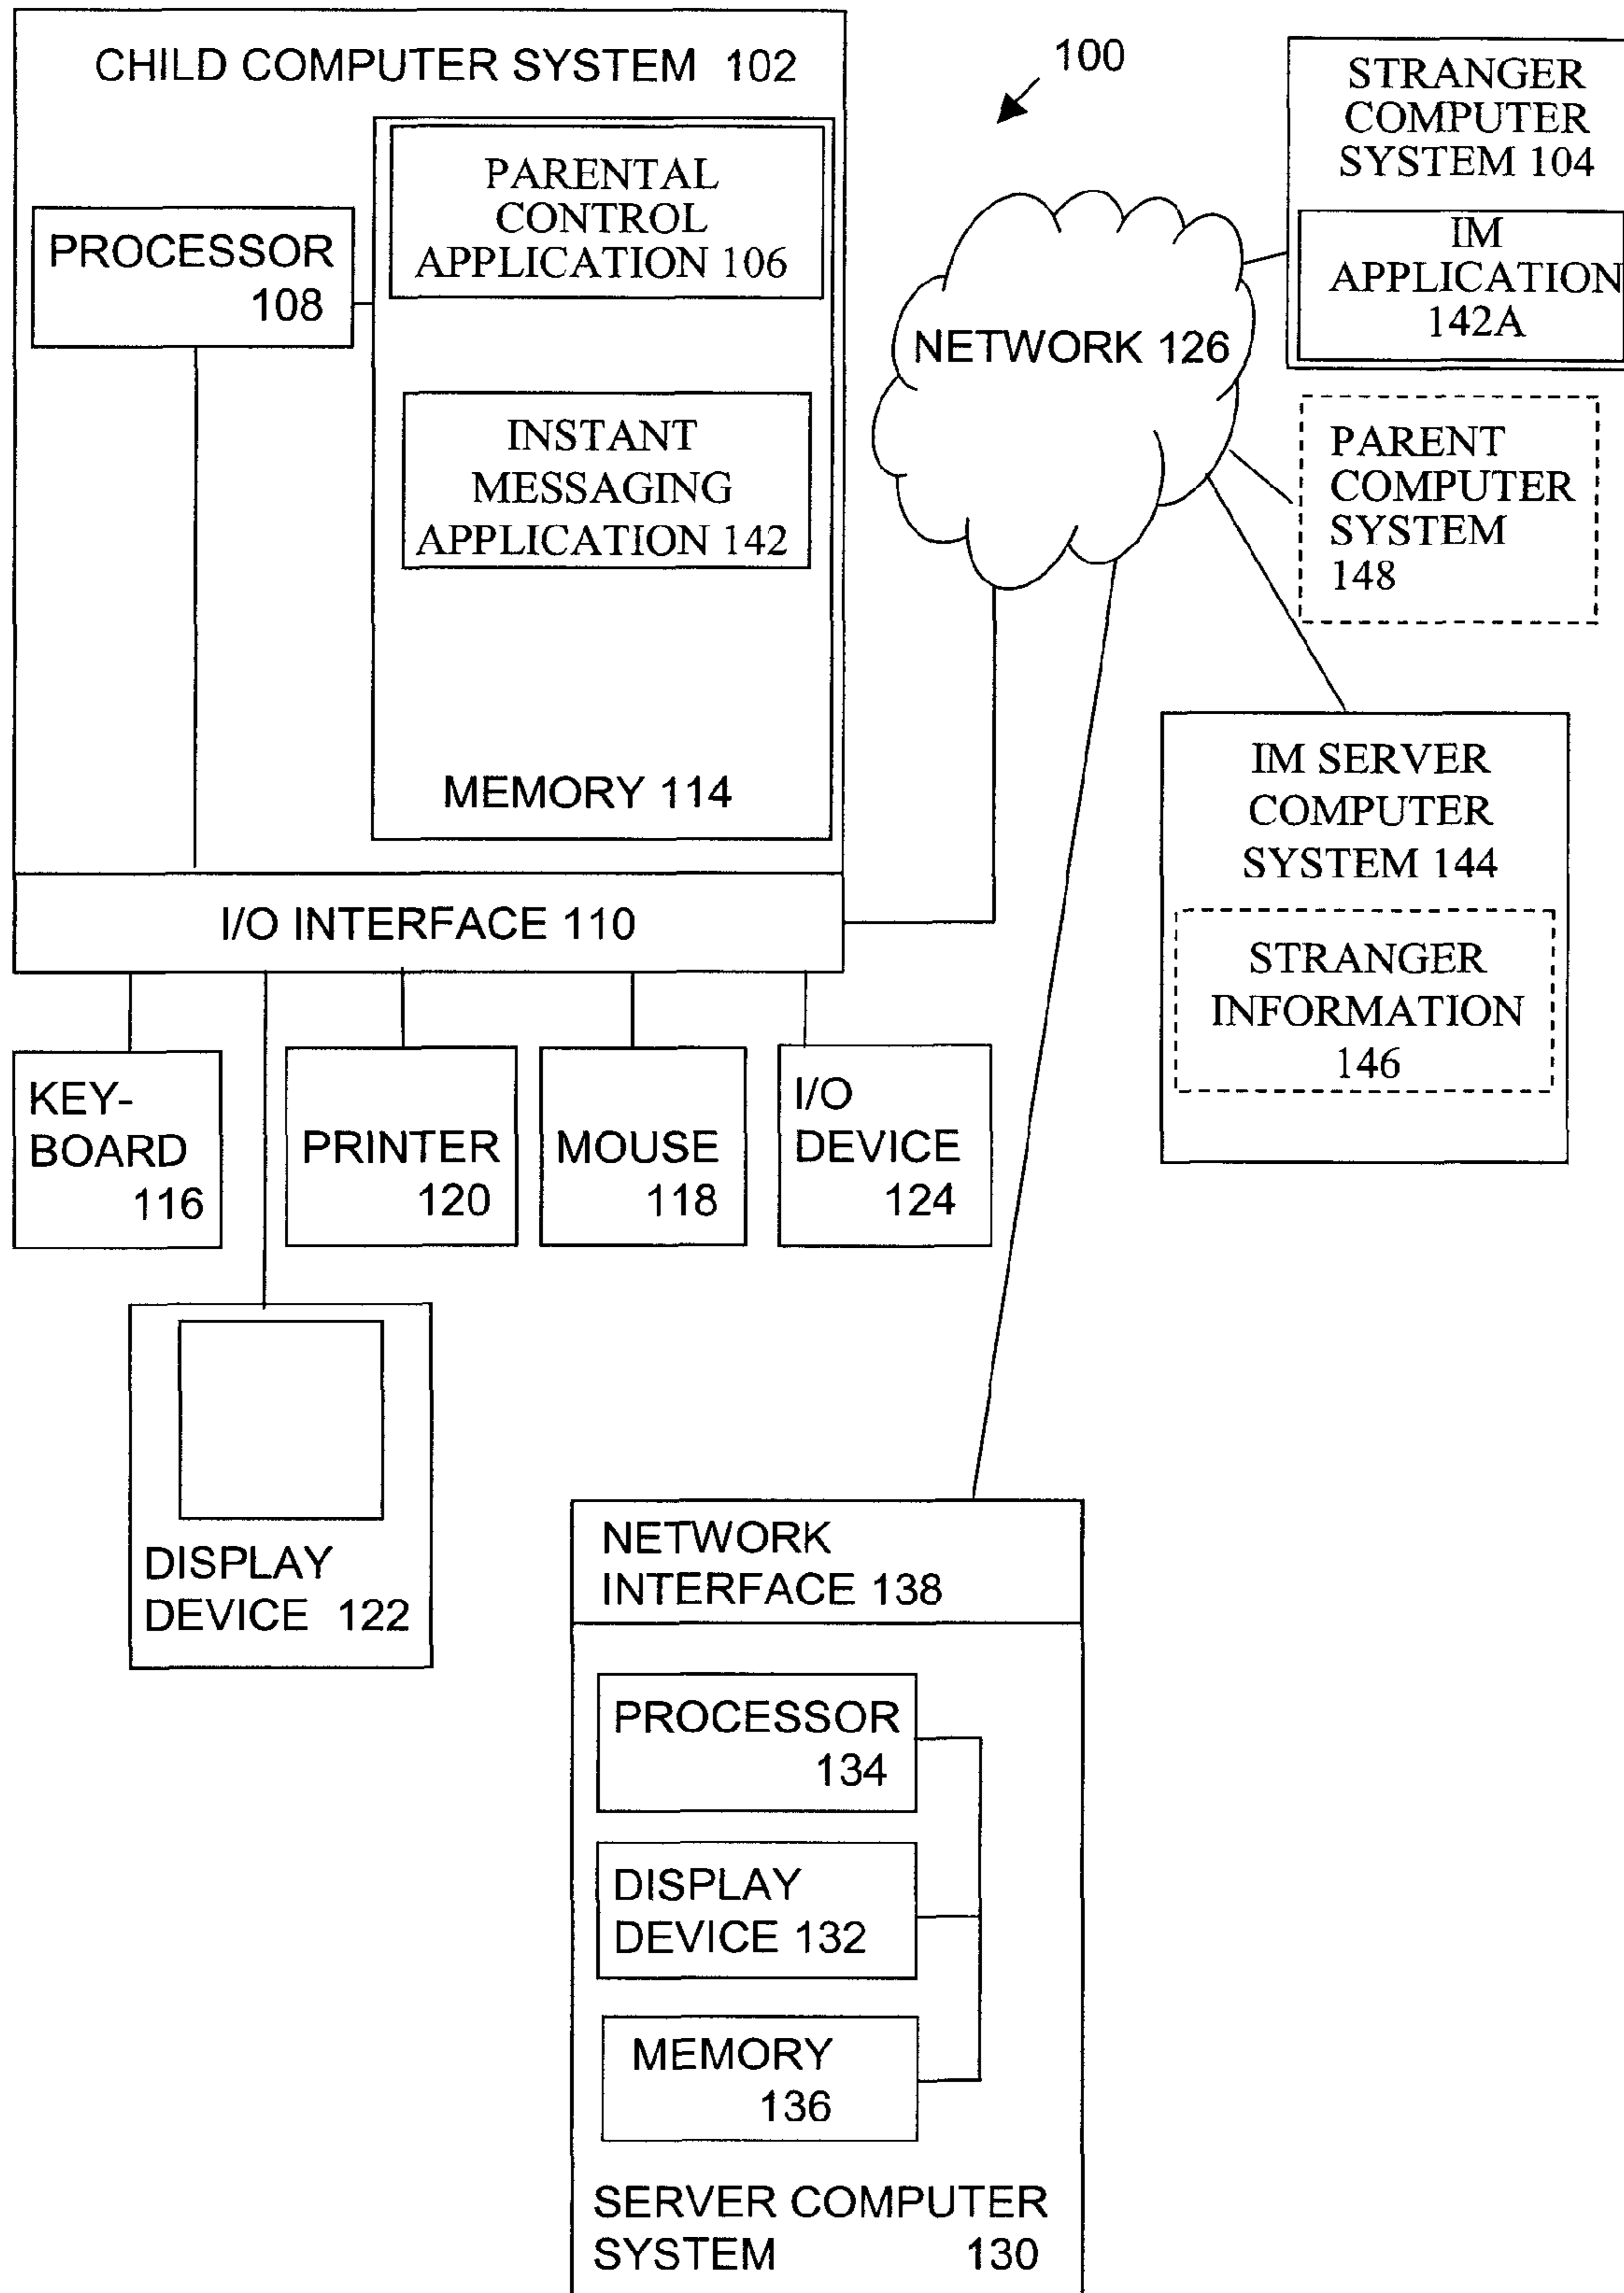 CHILD COMPUTER SYSTEM 102
PARENTAL
CONTROL
APPLICATION 106
PROCESSOR
108
INSTANT
MESSAGING
APPLICATION 142
MEMORY 114
I/O INTERFACE 110
KEY-
BOARD
116
PRINTER
120
MOUSE
118
I/O
DEVICE
124
DISPLAY
DEVICE 122
100
NETWORK 126
STRANGER
COMPUTER
SYSTEM 104
IM
APPLICATION
142A
PARENT
COMPUTER
SYSTEM
148
IM SERVER
COMPUTER
SYSTEM 144
STRANGER
INFORMATION
146
NETWORK
INTERFACE 138
PROCESSOR
134
DISPLAY
DEVICE 132
MEMORY
136
SERVER COMPUTER
SYSTEM 130